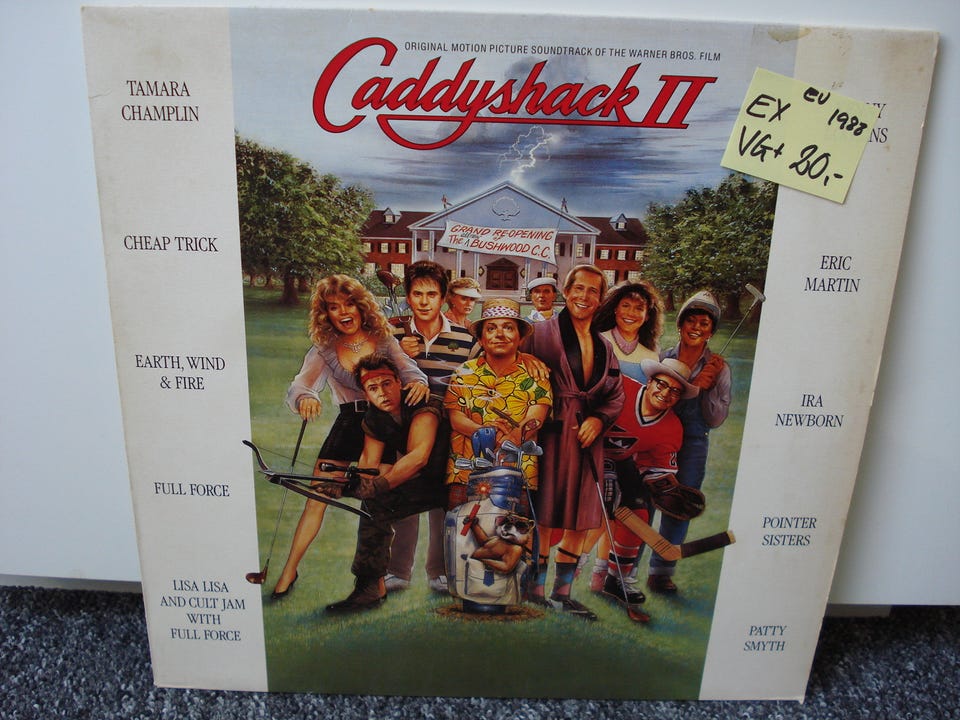 ORIGINAL MOTION PICTURE SOUNDTRACK OF THE WARNER BROS. FILM
Caddyshack II
EU
1988
EX
VG+ 20,-
TAMARA
CHAMPLIN
CHEAP TRICK
EARTH, WIND
& FIRE
FULL FORCE
LISA LISA
AND CULT JAM
WITH
FULL FORCE
GRAND RE-OPENING
THE BUSHWOOD C.C.
ERIC
MARTIN
IRA
NEWBORN
POINTER
SISTERS
PATTY
SMYTH